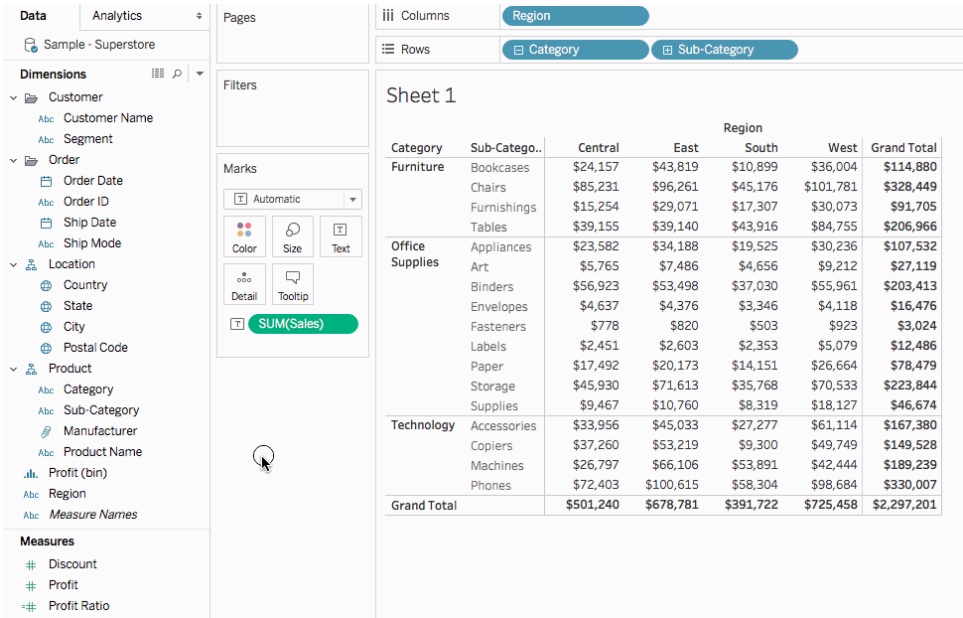 Data Analytics
Sample - Superstore
Dimensions
Customer
Abc Customer Name
Abc Segment
Order
Order Date
Abc Order ID
Ship Date
Abc Ship Mode
Location
Country
State
City
Postal Code
Product
Abc Category
Abc Sub-Category
Manufacturer
Abc Product Name
Profit (bin)
Abc Region
Abc Measure Names
Measures
# Discount
# Profit
=# Profit Ratio
Pages
Filters
Marks
T Automatic
Color Size Text
Detail Tooltip
T SUM(Sales)
Columns Region
Rows Category Sub-Category
Sheet 1
Region
Category Sub-Catego.. Central East South West Grand Total
Furniture Bookcases $24,157 $43,819 $10,899 $36,004 $114,880
Chairs $85,231 $96,261 $45,176 $101,781 $328,449
Furnishings $15,254 $29,071 $17,307 $30,073 $91,705
Tables $39,155 $39,140 $43,916 $84,755 $206,966
Office Appliances $23,582 $34,188 $19,525 $30,236 $107,532
Supplies Art $5,765 $7,486 $4,656 $9,212 $27,119
Binders $56,923 $53,498 $37,030 $55,961 $203,413
Envelopes $4,637 $4,376 $3,346 $4,118 $16,476
Fasteners $778 $820 $503 $923 $3,024
Labels $2,451 $2,603 $2,353 $5,079 $12,486
Paper $17,492 $20,173 $14,151 $26,664 $78,479
Storage $45,930 $71,613 $35,768 $70,533 $223,844
Supplies $9,467 $10,760 $8,319 $18,127 $46,674
Technology Accessories $33,956 $45,033 $27,277 $61,114 $167,380
Copiers $37,260 $53,219 $9,300 $49,749 $149,528
Machines $26,797 $66,106 $53,891 $42,444 $189,239
Phones $72,403 $100,615 $58,304 $98,684 $330,007
Grand Total $501,240 $678,781 $391,722 $725,458 $2,297,201